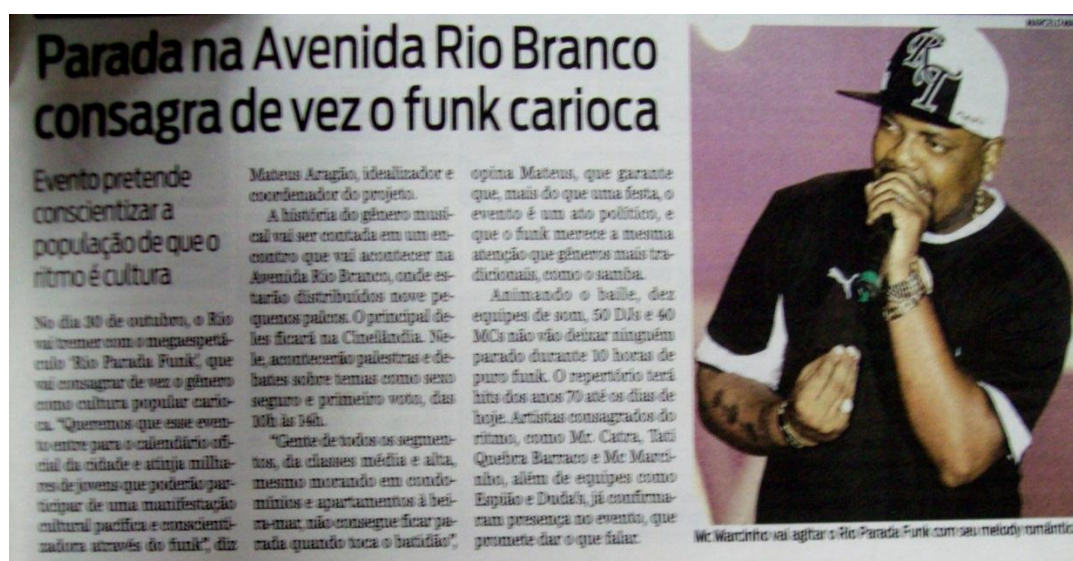 Parada na Avenida Rio Branco
consagra de vez o funk carioca
Evento pretende
conscientizar a
população de que o
ritmo é cultura
No dia 30 de outubro, o Rio
vai tremer com o megaespetá-
culo ‘Rio Parada Funk’, que
vai consagrar de vez o gênero
como cultura popular cario-
ca. “Queremos que esse even-
to entre para o calendário ofi-
cial da cidade e atinja milha-
res de jovens que poderão par-
ticipar de uma manifestação
cultural pacífica e conscienti-
zadora através do funk”, diz
Mateus Aragão, idealizador e
coordenador do projeto.
A história do gênero musi-
cal vai ser contada em um en-
contro que vai acontecer na
Avenida Rio Branco, onde es-
tarão distribuídos nove pe-
quenos palcos. O principal de-
les ficará na Cinelândia. Ne-
le, acontecerão palestras e de-
bates sobre temas como sexo
seguro e primeiro voto, das
10h às 14h.
“Gente de todos os segmen-
tos, da classes média e alta,
mesmo morando em condo-
mínios e apartamentos à bei-
ra-mar, não consegue ficar pa-
rada quando toca o batidão”,
opina Mateus, que garante
que, mais do que uma festa, o
evento é um ato político, e
que o funk merece a mesma
atenção que gêneros mais tra-
dicionais, como o samba.
Animando o baile, dez
equipes de som, 50 DJs e 40
MCs não vão deixar ninguém
parado durante 10 horas de
puro funk. O repertório terá
hits dos anos 70 até os dias de
hoje. Artistas consagrados do
ritmo, como Mr. Catra, Tati
Quebra Barraco e Mc Marci-
nho, além de equipes como
Espião e Duda’s, já confirma-
ram presença no evento, que
promete dar o que falar.
Mc Marcinho vai agitar o Rio Parada Funk com seu melody romântico